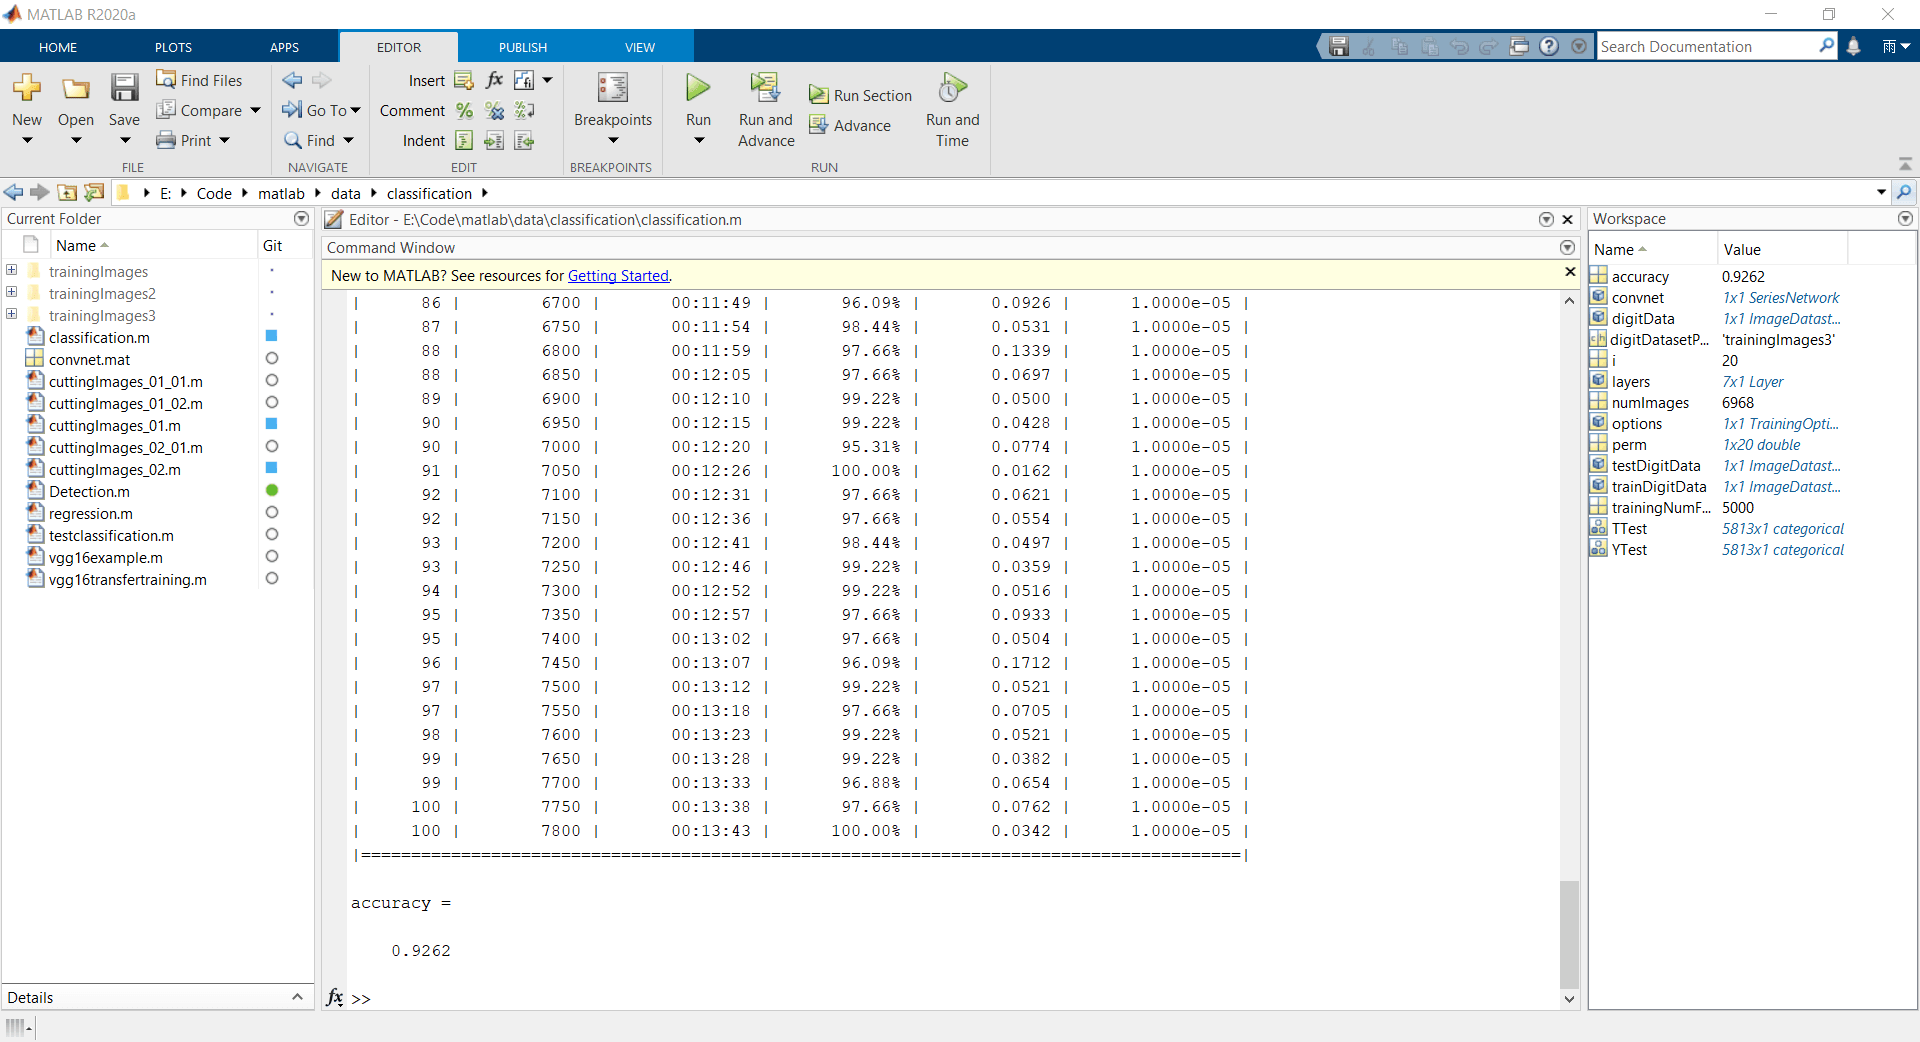 MATLAB R2020a
HOME PLOTS APPS EDITOR PUBLISH VIEW
Search Documentation
雨
New Open Save Find Files Compare Print
FILE
Go To Find
NAVIGATE
Insert fx fi
Comment
Indent
EDIT
Breakpoints
BREAKPOINTS
Run Run and Advance Run Section Advance Run and Time
RUN
E: Code matlab data classification
Current Folder
Name Git
trainingImages
trainingImages2
trainingImages3
classification.m
convnet.mat
cuttingImages_01_01.m
cuttingImages_01_02.m
cuttingImages_01.m
cuttingImages_02_01.m
cuttingImages_02.m
Detection.m
regression.m
testclassification.m
vgg16example.m
vgg16transfertraining.m
Details
Editor - E:\Code\matlab\data\classification\classification.m
Command Window
New to MATLAB? See resources for Getting Started.
| 86 | 6700 | 00:11:49 | 96.09% | 0.0926 | 1.0000e-05 |
| 87 | 6750 | 00:11:54 | 98.44% | 0.0531 | 1.0000e-05 |
| 88 | 6800 | 00:11:59 | 97.66% | 0.1339 | 1.0000e-05 |
| 88 | 6850 | 00:12:05 | 97.66% | 0.0697 | 1.0000e-05 |
| 89 | 6900 | 00:12:10 | 99.22% | 0.0500 | 1.0000e-05 |
| 90 | 6950 | 00:12:15 | 99.22% | 0.0428 | 1.0000e-05 |
| 90 | 7000 | 00:12:20 | 95.31% | 0.0774 | 1.0000e-05 |
| 91 | 7050 | 00:12:26 | 100.00% | 0.0162 | 1.0000e-05 |
| 92 | 7100 | 00:12:31 | 97.66% | 0.0621 | 1.0000e-05 |
| 92 | 7150 | 00:12:36 | 97.66% | 0.0554 | 1.0000e-05 |
| 93 | 7200 | 00:12:41 | 98.44% | 0.0497 | 1.0000e-05 |
| 93 | 7250 | 00:12:46 | 99.22% | 0.0359 | 1.0000e-05 |
| 94 | 7300 | 00:12:52 | 99.22% | 0.0516 | 1.0000e-05 |
| 95 | 7350 | 00:12:57 | 97.66% | 0.0933 | 1.0000e-05 |
| 95 | 7400 | 00:13:02 | 97.66% | 0.0504 | 1.0000e-05 |
| 96 | 7450 | 00:13:07 | 96.09% | 0.1712 | 1.0000e-05 |
| 97 | 7500 | 00:13:12 | 99.22% | 0.0521 | 1.0000e-05 |
| 97 | 7550 | 00:13:18 | 97.66% | 0.0705 | 1.0000e-05 |
| 98 | 7600 | 00:13:23 | 99.22% | 0.0521 | 1.0000e-05 |
| 99 | 7650 | 00:13:28 | 99.22% | 0.0382 | 1.0000e-05 |
| 99 | 7700 | 00:13:33 | 96.88% | 0.0654 | 1.0000e-05 |
| 100 | 7750 | 00:13:38 | 97.66% | 0.0762 | 1.0000e-05 |
| 100 | 7800 | 00:13:43 | 100.00% | 0.0342 | 1.0000e-05 |
|========================================================================================|
accuracy =
0.9262
fx >>
Workspace
Name Value
accuracy 0.9262
convnet 1x1 SeriesNetwork
digitData 1x1 ImageDatast...
digitDatasetP... 'trainingImages3'
i 20
layers 7x1 Layer
numImages 6968
options 1x1 TrainingOpti...
perm 1x20 double
testDigitData 1x1 ImageDatast...
trainDigitData 1x1 ImageDatast...
trainingNumF... 5000
TTest 5813x1 categorical
YTest 5813x1 categorical